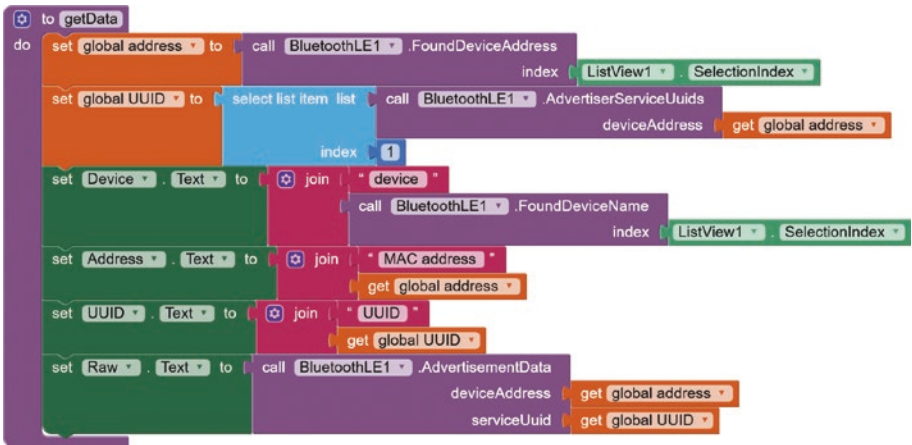 to getData
do set global address to call BluetoothLE1 .FoundDeviceAddress
index ListView1 . SelectionIndex
set global UUID to select list item list call BluetoothLE1 .AdvertiserServiceUuids
deviceAddress get global address
index 1
set Device . Text to join " device "
call BluetoothLE1 .FoundDeviceName
index ListView1 . SelectionIndex
set Address . Text to join " MAC address "
get global address
set UUID . Text to join " UUID "
get global UUID
set Raw . Text to call BluetoothLE1 .AdvertisementData
deviceAddress get global address
serviceUuid get global UUID